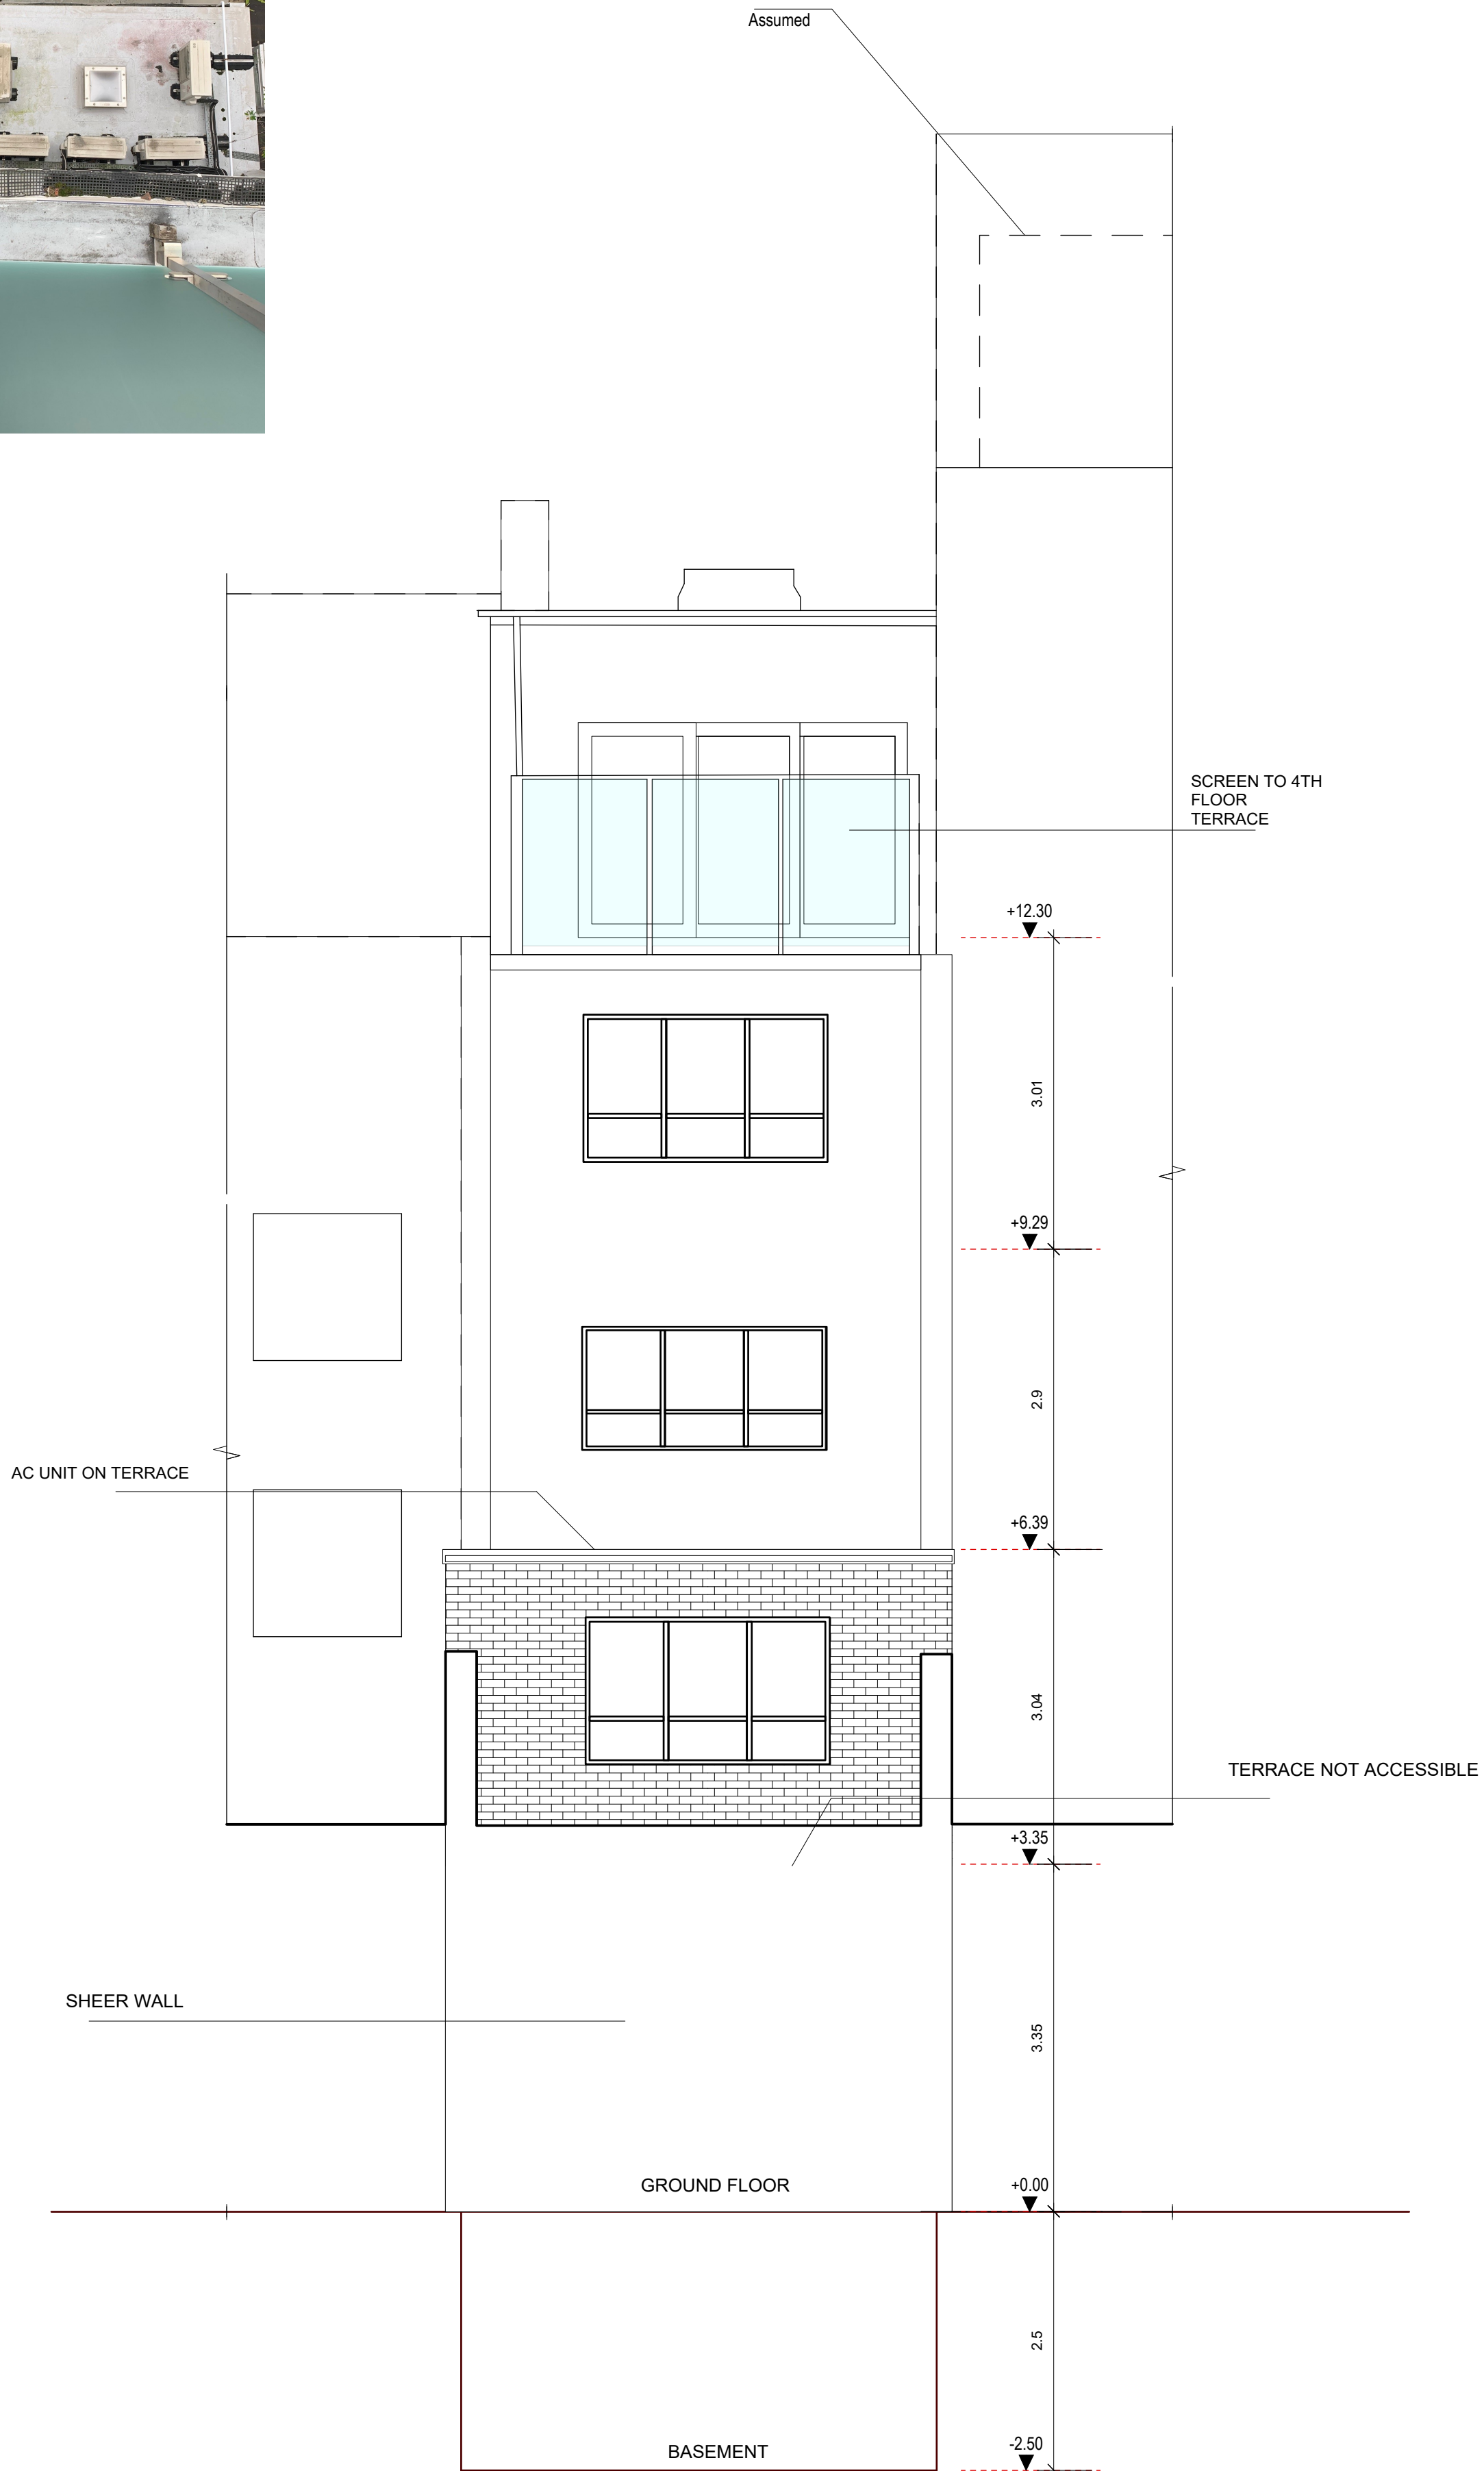 Assumed
SCREEN TO 4TH
FLOOR
TERRACE
+12.30
3.01
+9.29
2.9
AC UNIT ON TERRACE
+6.39
3.04
TERRACE NOT ACCESSIBLE
+3.35
SHEER WALL
3.35
GROUND FLOOR
+0.00
2.5
BASEMENT
-2.50